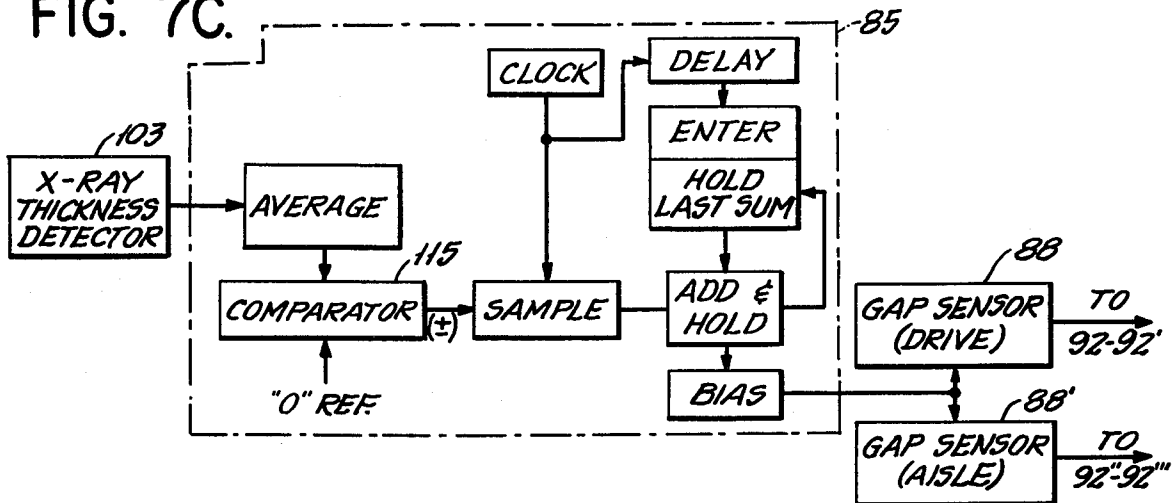 FIG. 7C.
85
CLOCK
DELAY
103
ENTER
X-RAY
THICKNESS
DETECTOR
AVERAGE
HOLD
LAST SUM
115
COMPARATOR
(±)
SAMPLE
ADD &
HOLD
88
GAP SENSOR
(DRIVE)
TO
92-92'
"0" REF.
BIAS
88'
GAP SENSOR
(AISLE)
TO
92"-92'''